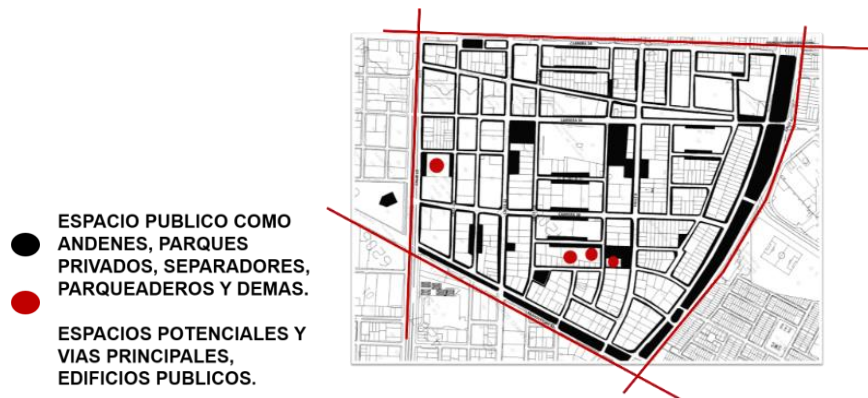 ESPACIO PUBLICO COMO
ANDENES, PARQUES
PRIVADOS, SEPARADORES,
PARQUEADEROS Y DEMAS.
ESPACIOS POTENCIALES Y
VIAS PRINCIPALES,
EDIFICIOS PUBLICOS.